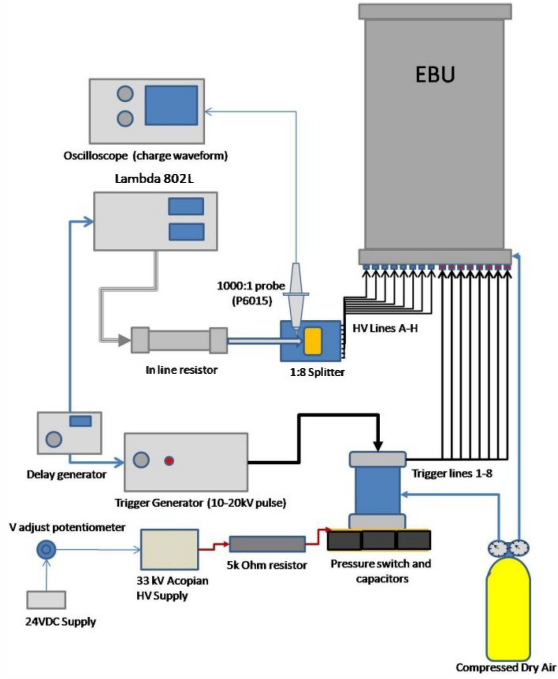 EBU
Oscilloscope (charge waveform)
Lambda 802L
1000:1 probe
(P6015)
HV Lines A-H
In line resistor
1:8 Splitter
Delay generator
Trigger Generator (10-20kV pulse)
Trigger lines 1-8
V adjust potentiometer
33 kV Acopian
HV Supply
5k Ohm resistor
Pressure switch and
capacitors
24VDC Supply
Compressed Dry Air